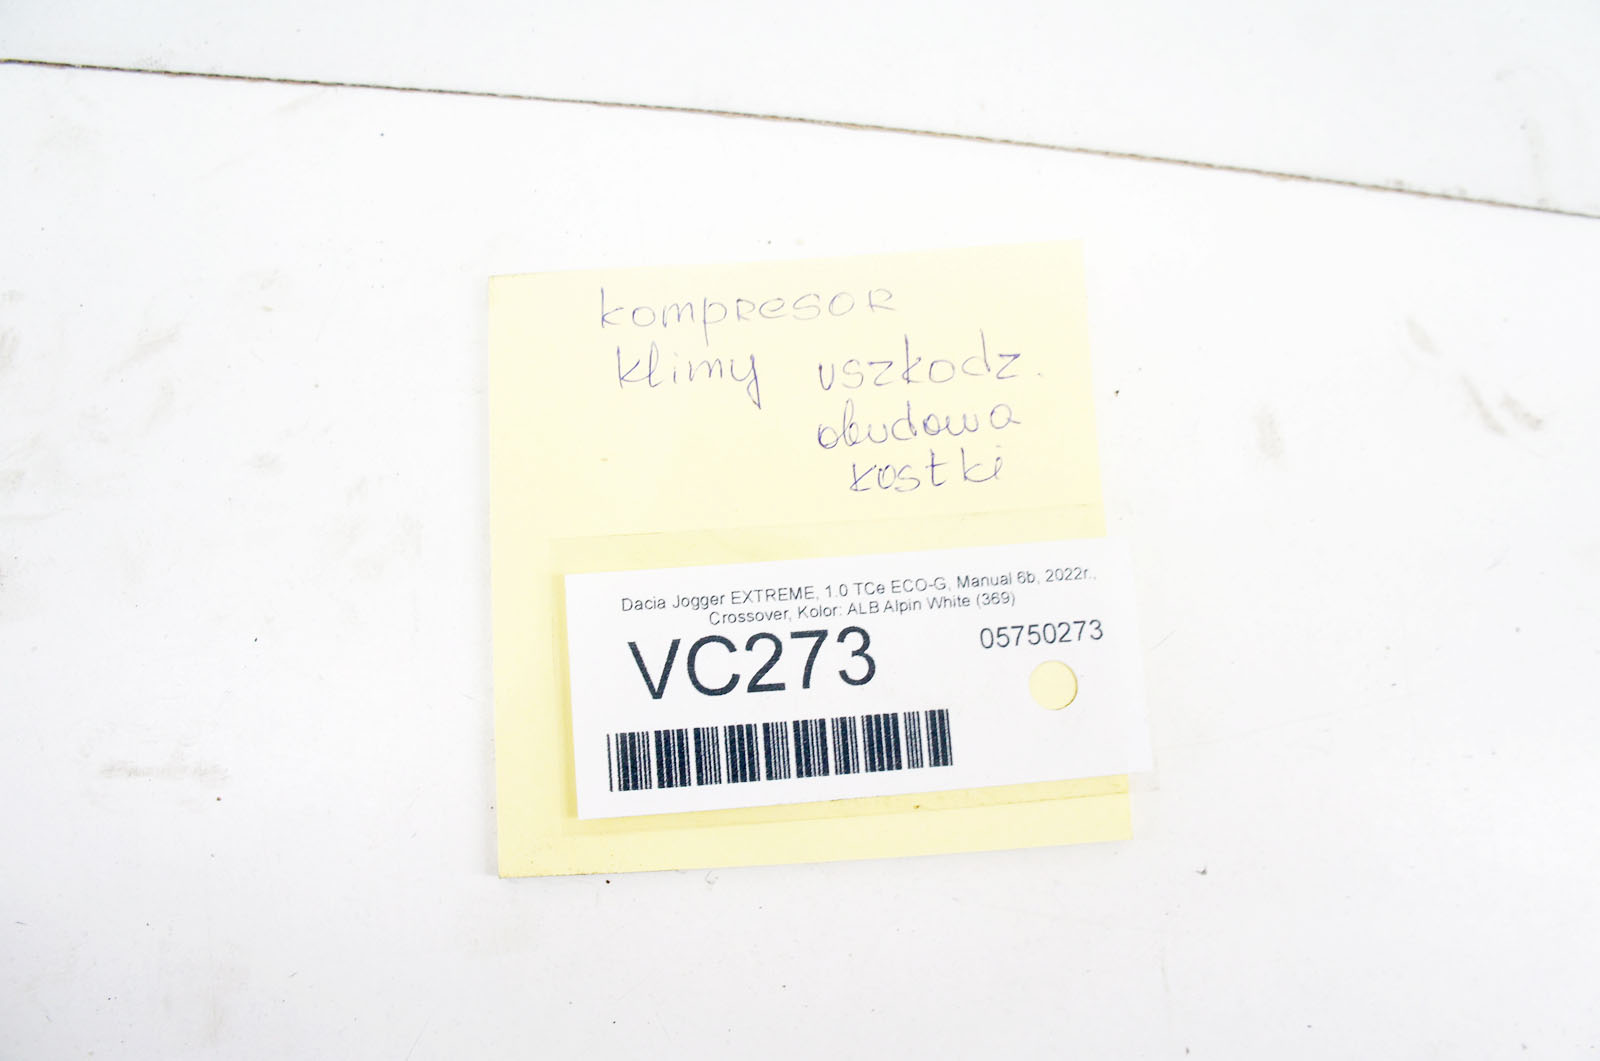 kompresor
klimy uszkodz.
obudowa
kostki
Dacia Jogger EXTREME, 1.0 TCe ECO-G, Manual 6b, 2022r.,
Crossover, Kolor: ALB Alpin White (369)
VC273 05750273